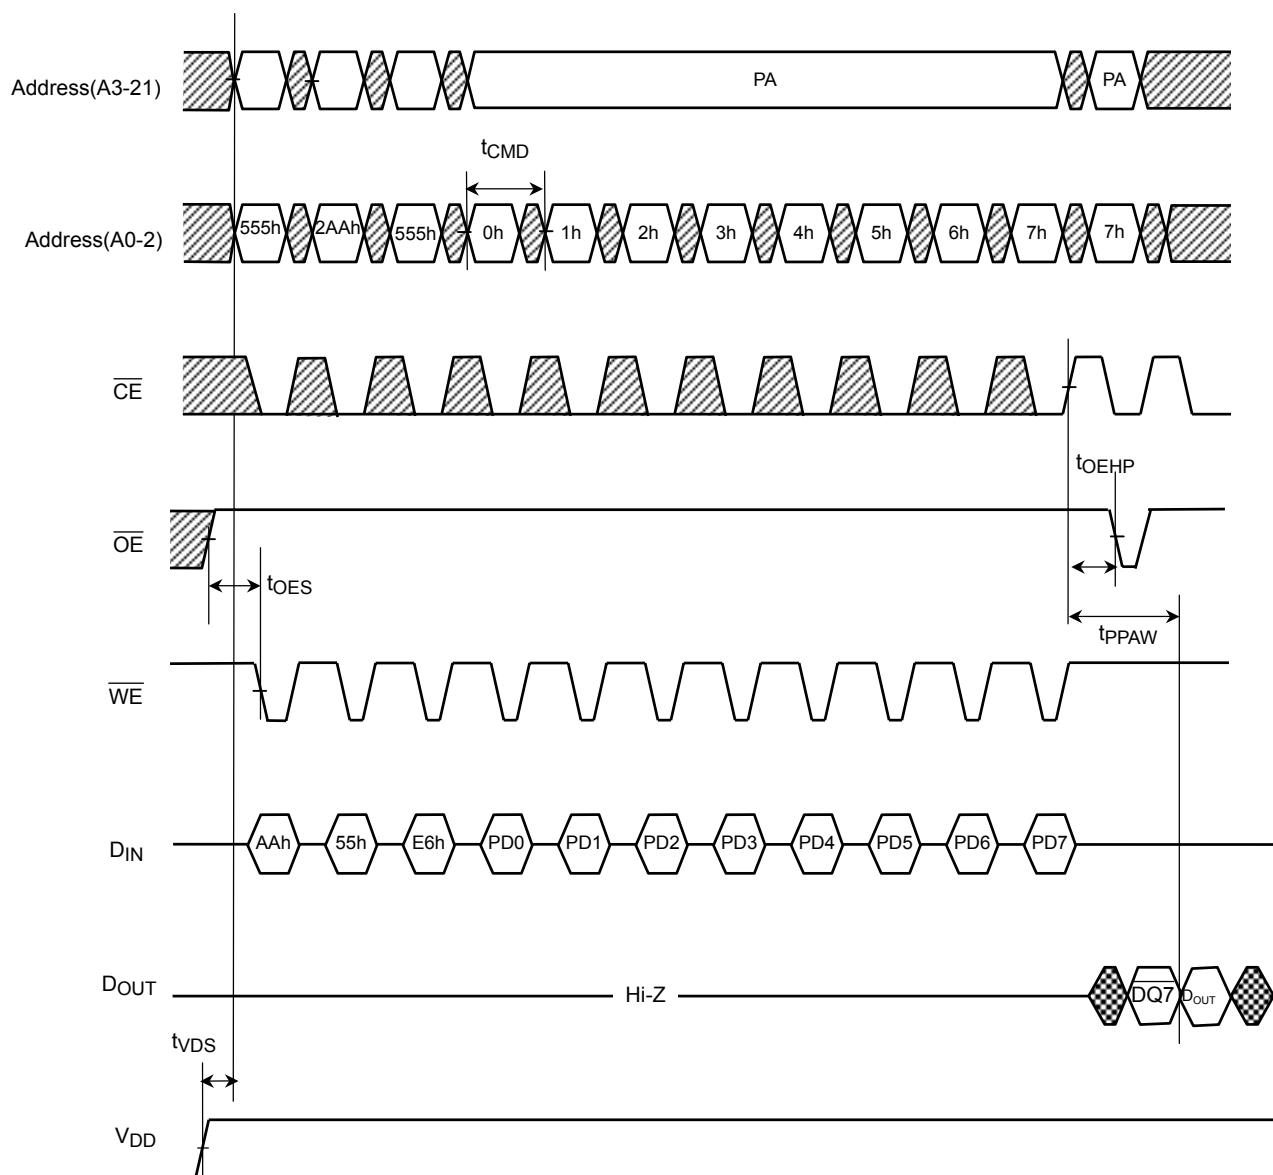 Address(A3-21) PA PA
tCMD
Address(A0-2) 555h 2AAh 555h 0h 1h 2h 3h 4h 5h 6h 7h 7h
CE
tOEHP
OE
tOES
tPPAW
WE
DIN AAh 55h E6h PD0 PD1 PD2 PD3 PD4 PD5 PD6 PD7
DOUT Hi-Z DQ7 DOUT
tVDS
VDD